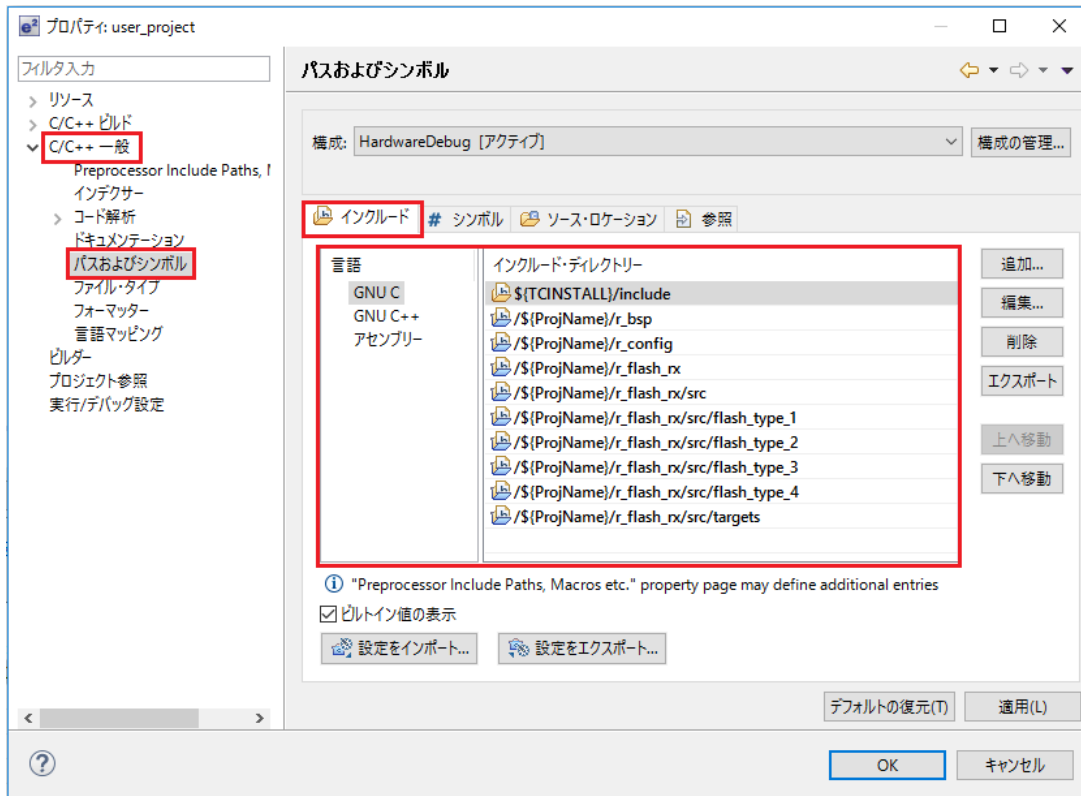 e² プロパティ: user_project
フィルタ入力
リソース
C/C++ ビルド
C/C++ 一般
Preprocessor Include Paths, M
インデクサー
コード解析
ドキュメンテーション
パスおよびシンボル
ファイル・タイプ
フォーマッター
言語マッピング
ビルダー
プロジェクト参照
実行/デバッグ設定
パスおよびシンボル
構成: HardwareDebug [アクティブ]
構成の管理...
インクルード # シンボル ソース・ロケーション 参照
言語
GNU C
GNU C++
アセンブリー
インクルード・ディレクトリー
${TCINSTALL}/include
/${ProjName}/r_bsp
/${ProjName}/r_config
/${ProjName}/r_flash_rx
/${ProjName}/r_flash_rx/src
/${ProjName}/r_flash_rx/src/flash_type_1
/${ProjName}/r_flash_rx/src/flash_type_2
/${ProjName}/r_flash_rx/src/flash_type_3
/${ProjName}/r_flash_rx/src/flash_type_4
/${ProjName}/r_flash_rx/src/targets
追加...
編集...
削除
エクスポート
上へ移動
下へ移動
"Preprocessor Include Paths, Macros etc." property page may define additional entries
ビルトイン値の表示
設定をインポート... 設定をエクスポート...
デフォルトの復元(T) 適用(L)
OK キャンセル